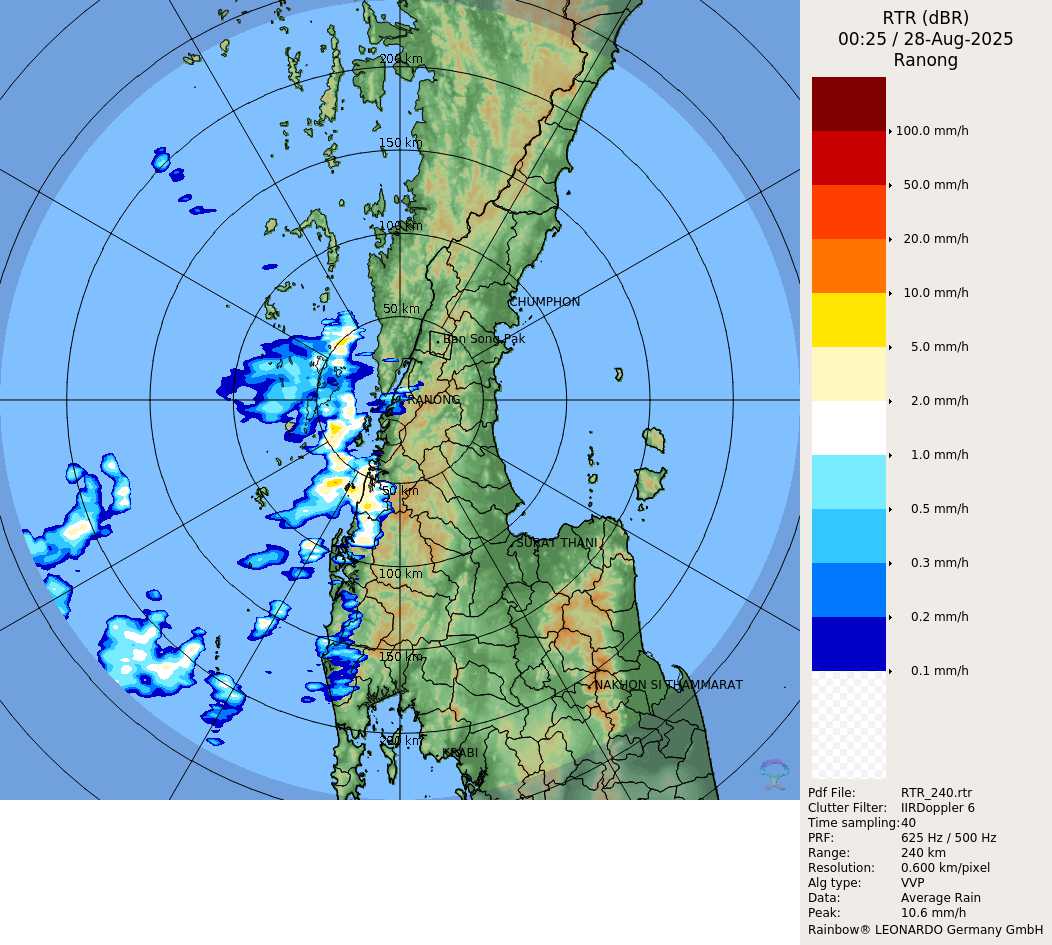 RTR (dBR)
00:25 / 28-Aug-2025
Ranong
100.0 mm/h
50.0 mm/h
20.0 mm/h
10.0 mm/h
5.0 mm/h
2.0 mm/h
1.0 mm/h
0.5 mm/h
0.3 mm/h
0.2 mm/h
0.1 mm/h
200 km
150 km
100 km
CHUMPHON
50 km
Ban Song Pak
RANONG
50 km
SURAT THANI
100 km
150 km
NAKHON SI THAMMARAT
200 km
KRABI
Pdf File: RTR_240.rtr
Clutter Filter: IIRDoppler 6
Time sampling: 40
PRF: 625 Hz / 500 Hz
Range: 240 km
Resolution: 0.600 km/pixel
Alg type: VVP
Data: Average Rain
Peak: 10.6 mm/h
Rainbow® LEONARDO Germany GmbH